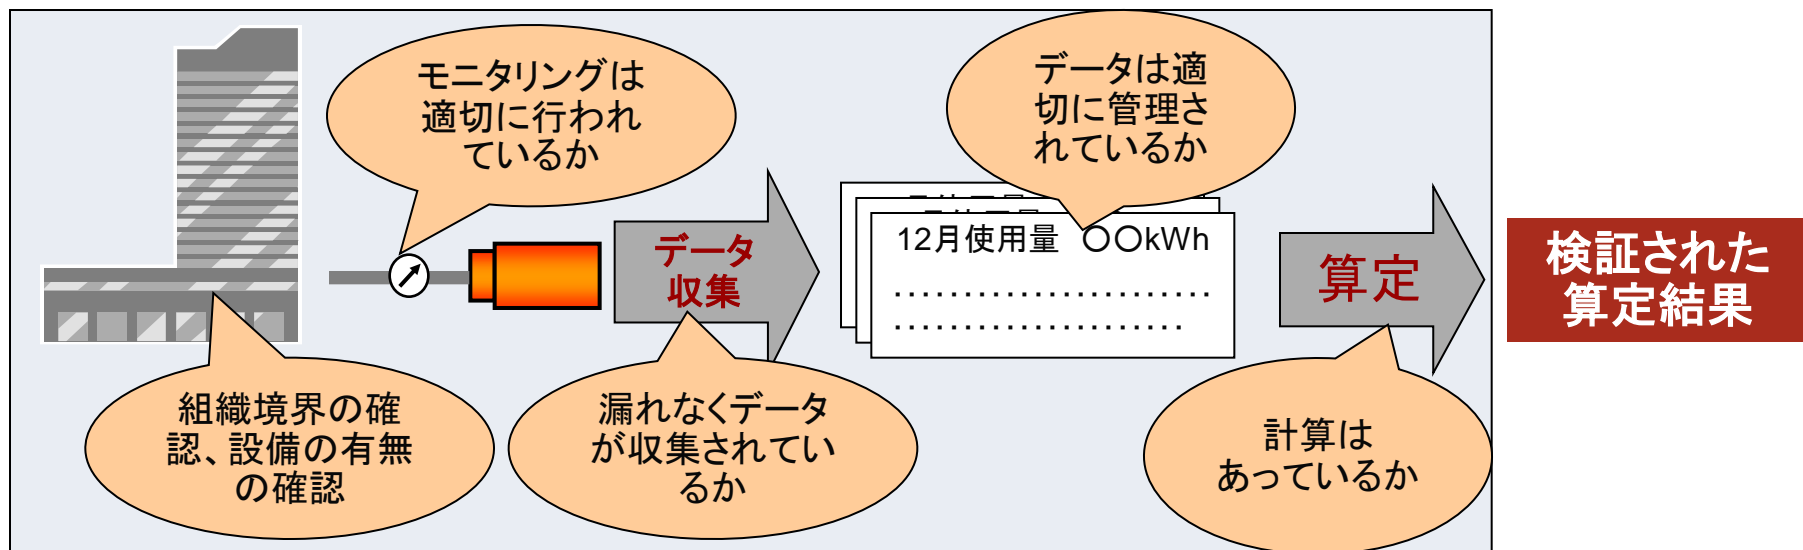 モニタリングは
適切に行われ
ているか
データは適
切に管理さ
れているか
データ
収集
12月使用量 〇〇kWh
......................
....................
算定
検証された
算定結果
組織境界の確
認、設備の有無
の確認
漏れなくデータ
が収集されてい
るか
計算は
あっているか